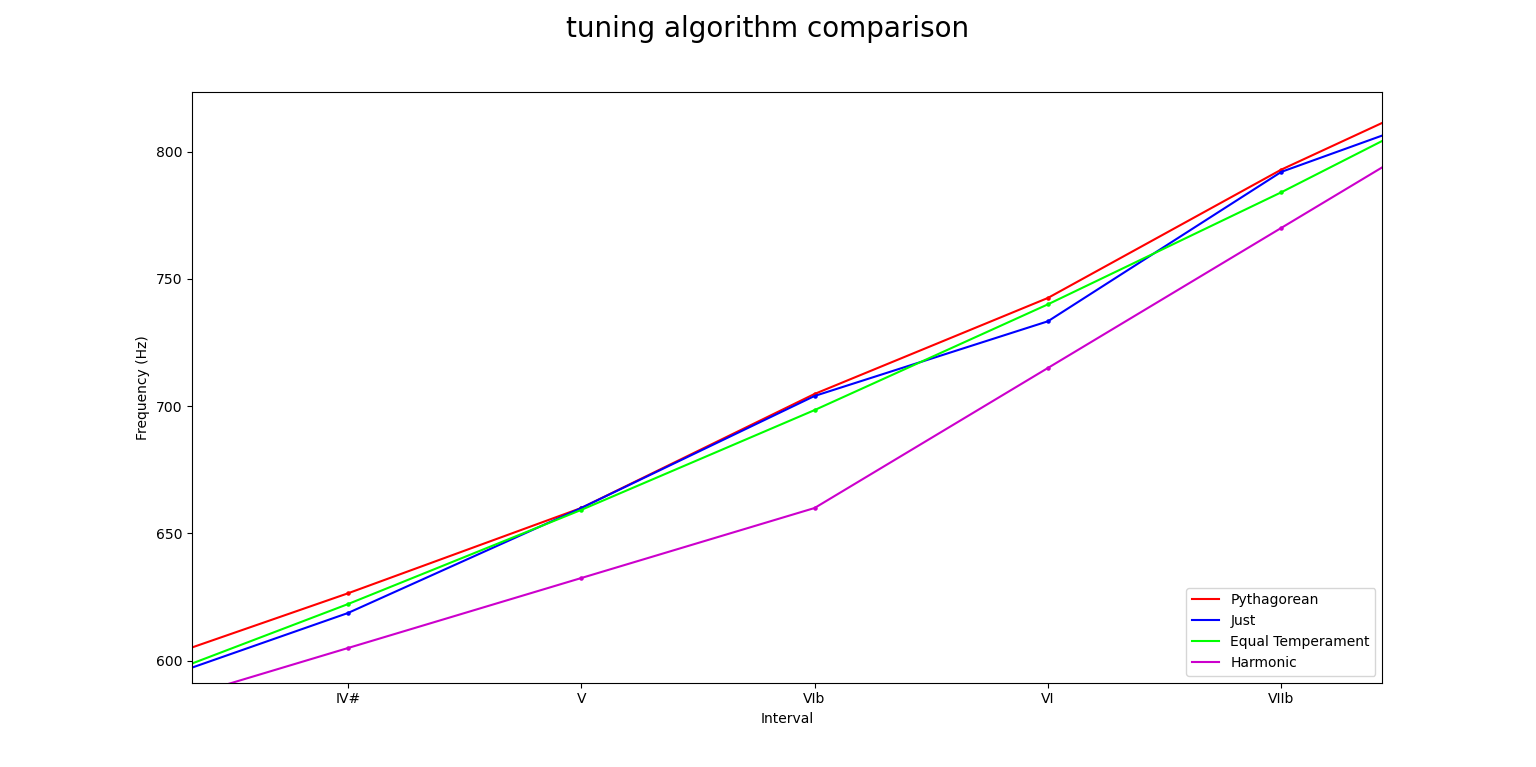 tuning algorithm comparison
800
750
700
650
600
Frequency (Hz)
IV#
V
VIb
VI
VIIb
Interval
Pythagorean
Just
Equal Temperament
Harmonic